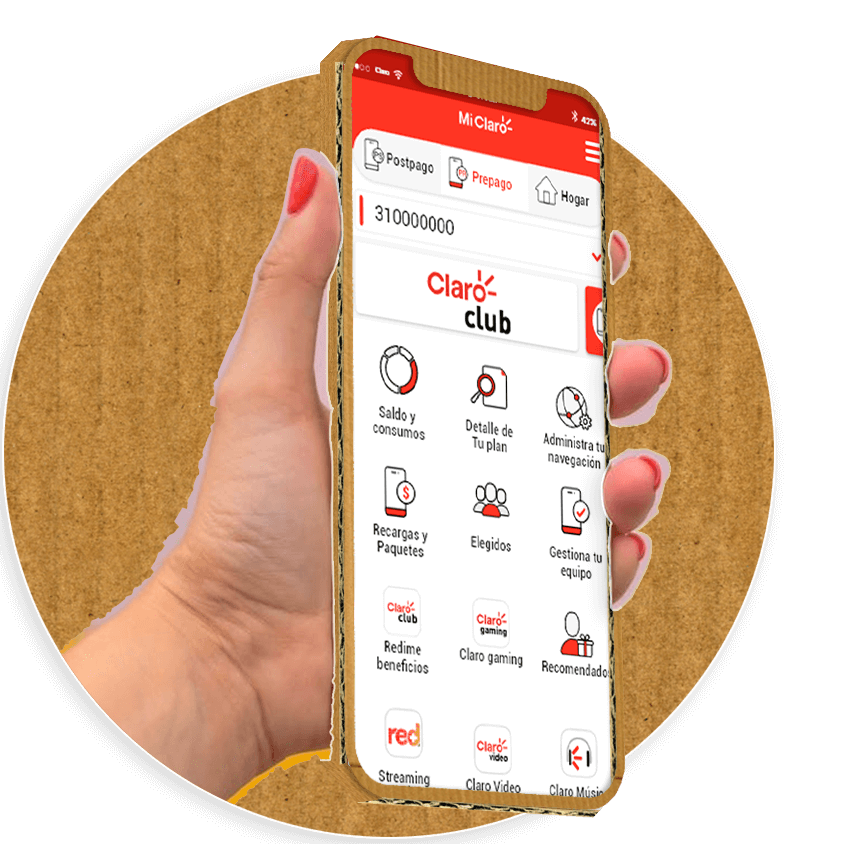 Claro
42%
Mi Claro
Postpago
Prepago
Hogar
310000000
Claro
club
Saldo y
consumos
Detalle de
Tu plan
Administra tu
navegación
$
Recargas y
Paquetes
Elegidos
Gestiona tu
equipo
Claro
club
Redime
beneficios
Claro
gaming
Claro gaming
Recomendados
red
Streaming
Claro
video
Claro Video
Claro Músic